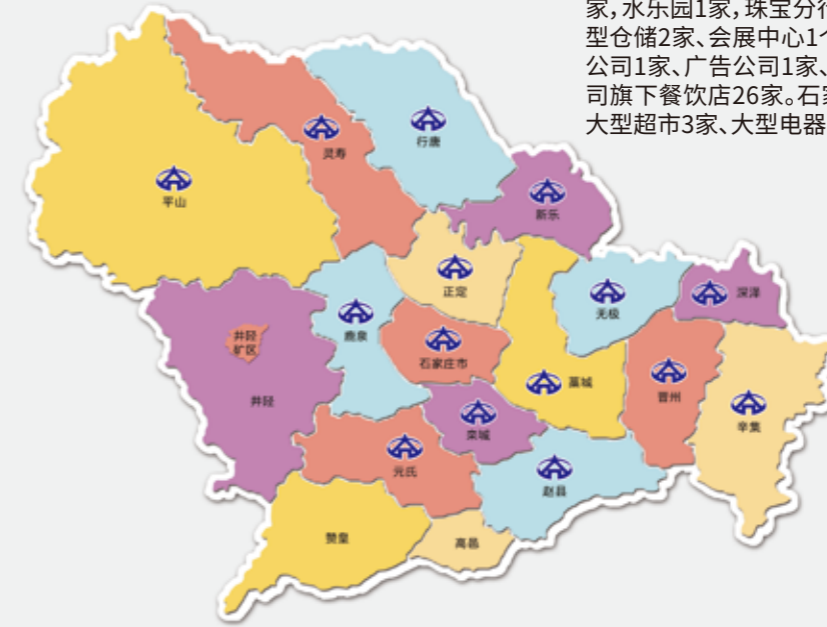 家，水乐园1家，珠宝分行
型仓储2家、会展中心1个
公司1家、广告公司1家、
司旗下餐饮店26家。石家
大型超市3家、大型电器
行唐
灵寿
平山
新乐
正定
深泽
无极
井陉
矿区
鹿泉
石家庄市
藁城
晋州
井陉
辛集
栾城
元氏
赵县
赞皇
高邑